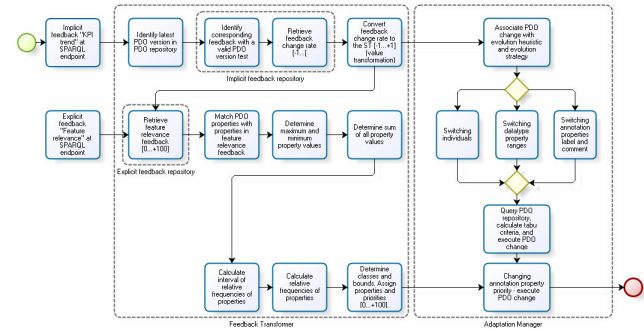 Implicit
feedback "KPI
trend" at
SPARQL
endpoint
Identify latest
PDO version in
PDO repository
Identify
corresponding
feedback with a
valid PDO
version test
Retrieve
feedback
change rate
[-1...[
Convert
feedback
change rate to
the ST [-1...+1]
(value
transformation)
Associate PDO
change with
evolution heuristic
and evolution
strategy
Implicit feedback repository
Explicit
feedback
"Feature
relevance" at
SPARQL
endpoint
Retrieve
feature
relevance
feedback
[0...+100]
Match PDO
properties with
properties in
feature relevance
feedback
Determine
maximum and
minimum
property values
Determine sum
of all property
values
Switching
individuals
Switching
datatype
property
ranges
Switching
annotation
properties
label and
comment
Explicit feedback repository
Query PDO
repository,
calculate tabu
criteria, and
execute PDO
change
Calculate
interval of
relative
frequencies of
properties
Calculate
relative
frequencies of
properties
Determine
classes and
bounds. Assign
properties and
priorities
[0...+100].
Changing
annotation property
priority - execute
PDO change
Feedback Transformer
Adaptation Manager